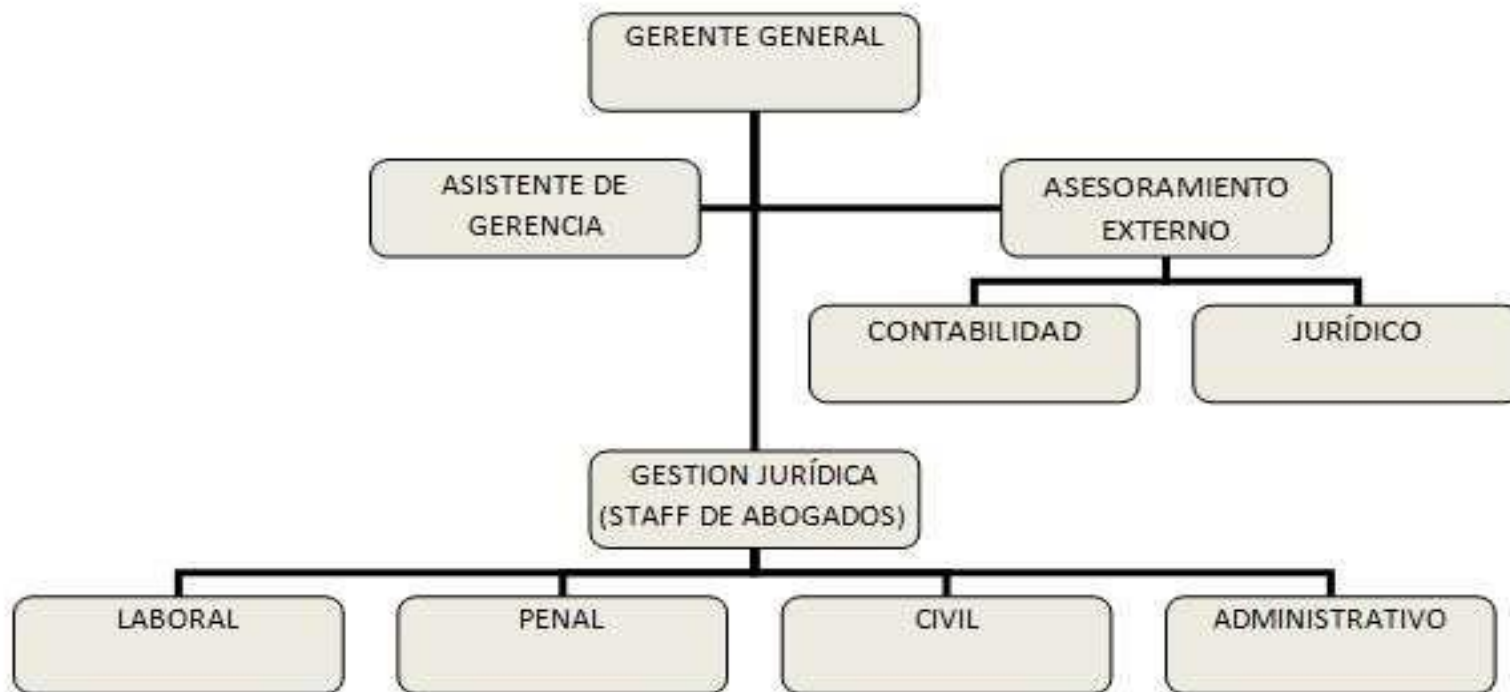 GERENTE GENERAL
ASISTENTE DE
GERENCIA
ASESORAMIENTO
EXTERNO
CONTABILIDAD
JURÍDICO
GESTION JURÍDICA
(STAFF DE ABOGADOS)
LABORAL
PENAL
CIVIL
ADMINISTRATIVO